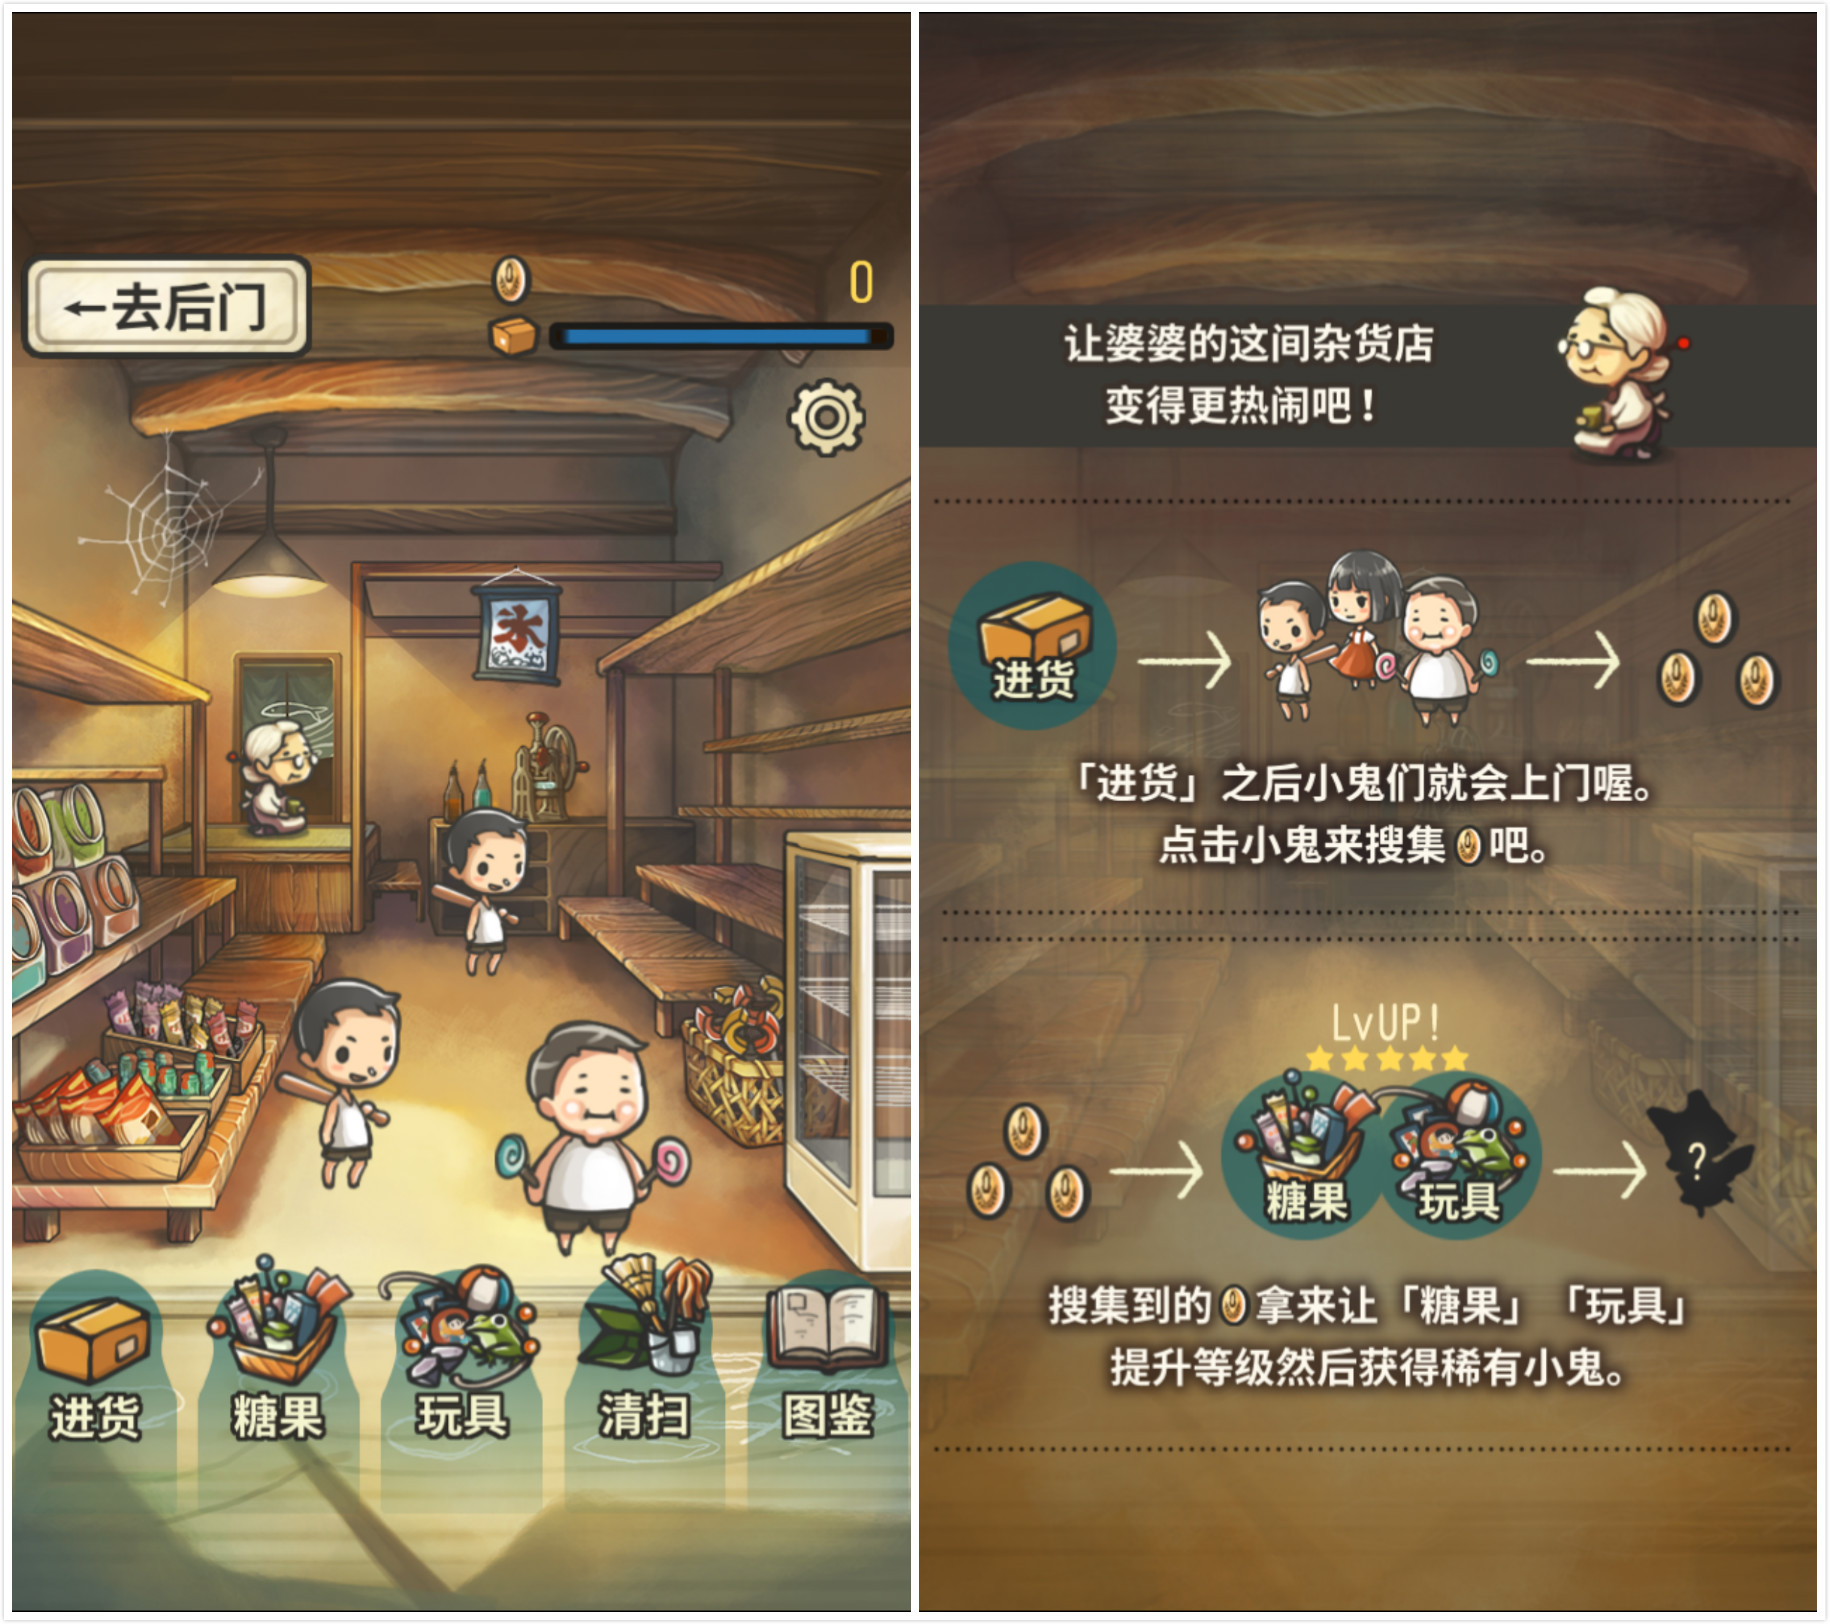 ←去后门
0
氷
进货
糖果
玩具
清扫
图鉴
让婆婆的这间杂货店
变得更热闹吧！
进货
「进货」之后小鬼们就会上门喔。
点击小鬼来搜集吧。
LvUP!
糖果
玩具
?
搜集到的拿来让「糖果」「玩具」
提升等级然后获得稀有小鬼。